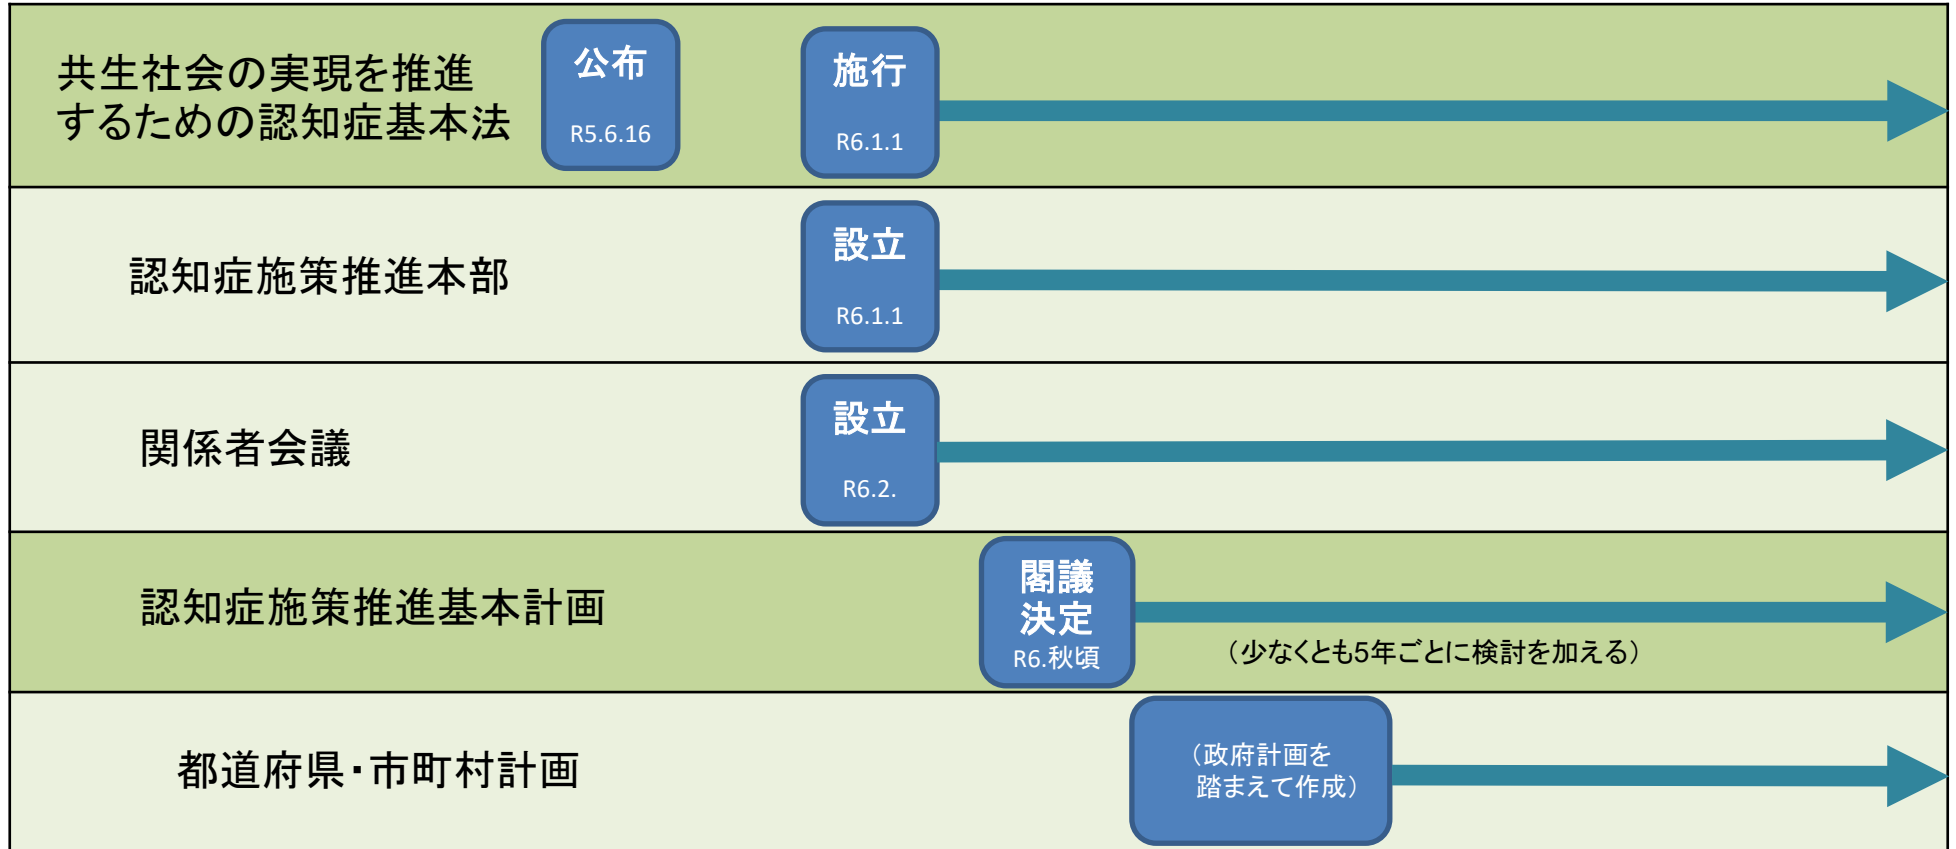 共生社会の実現を推進
するための認知症基本法
公布
R5.6.16
施行
R6.1.1
認知症施策推進本部
設立
R6.1.1
関係者会議
設立
R6.2.
認知症施策推進基本計画
閣議
決定
R6.秋頃
（少なくとも5年ごとに検討を加える）
都道府県・市町村計画
（政府計画を
踏まえて作成）